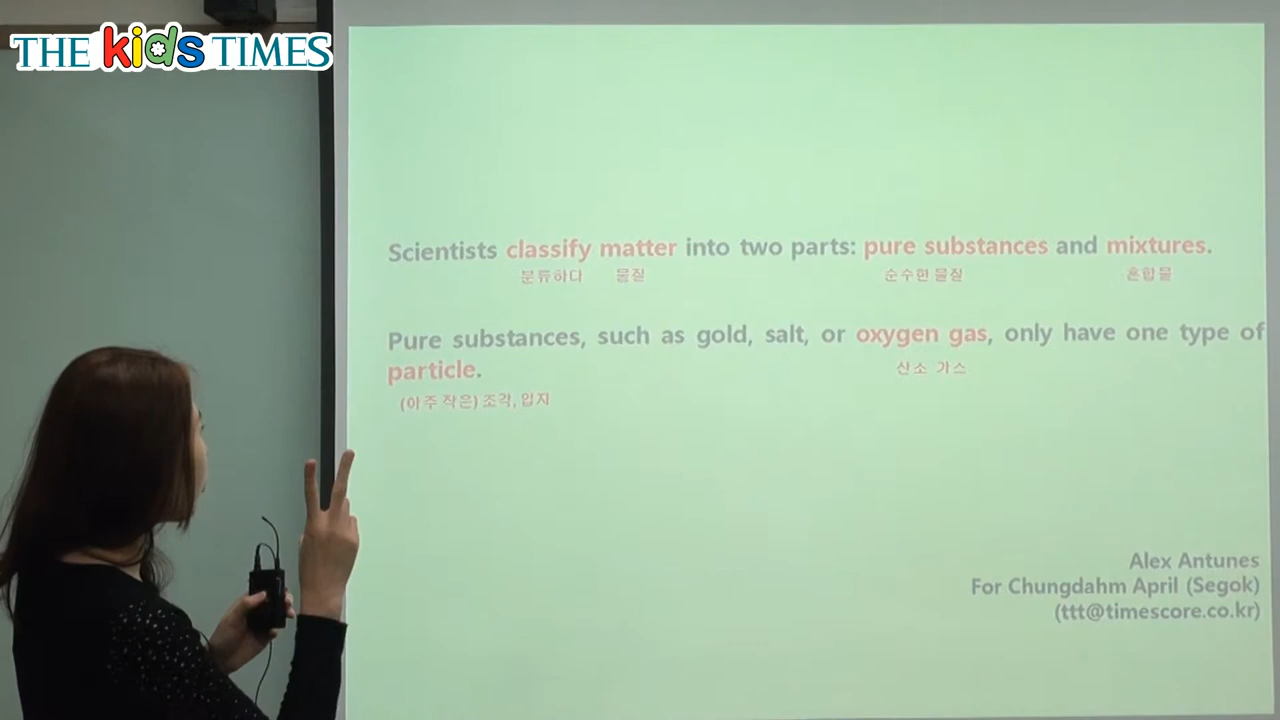 THE kids TIMES
Scientists classify matter into two parts: pure substances and mixtures.
분류하다 물질 순수한 물질 혼합물
Pure substances, such as gold, salt, or oxygen gas, only have one type of
산소 가스
particle.
(아주 작은) 조각, 입지
Alex Antunes
For Chungdahm April (Segok)
(ttt@timescore.co.kr)